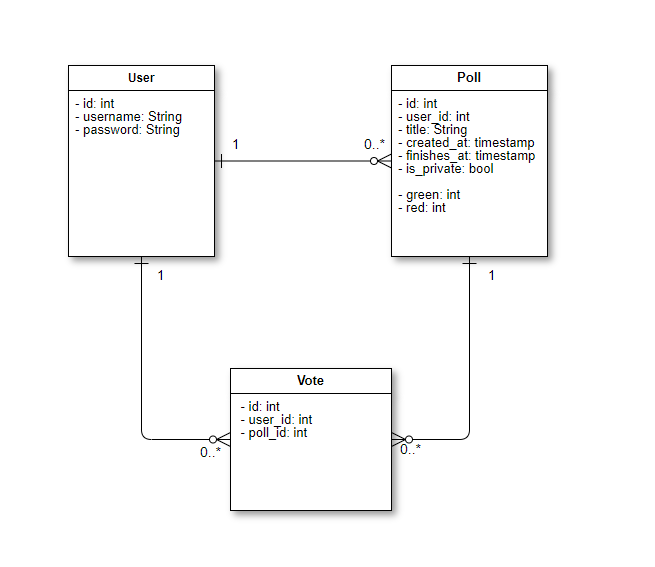 User
- id: int
- username: String
- password: String
1
0..*
Poll
- id: int
- user_id: int
- title: String
- created_at: timestamp
- finishes_at: timestamp
- is_private: bool
- green: int
- red: int
1
1
Vote
- id: int
- user_id: int
- poll_id: int
0..*
0..*